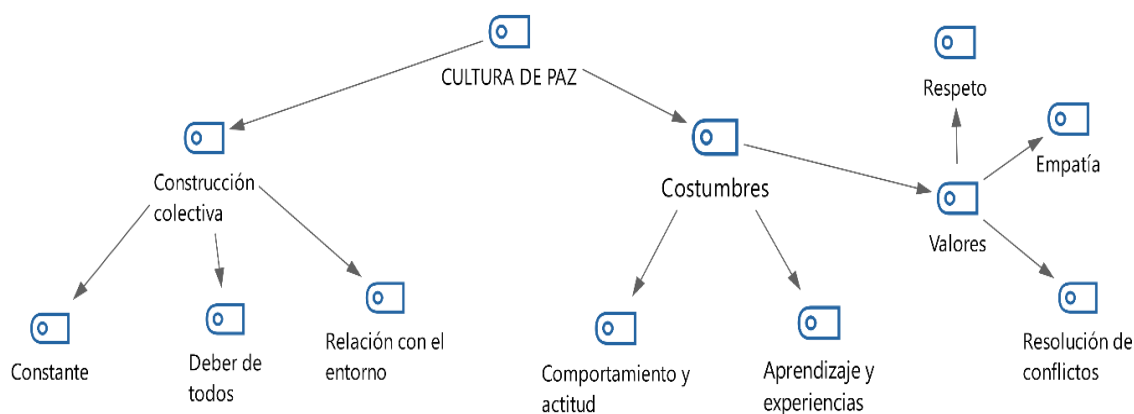 CULTURA DE PAZ
Respeto
Empatía
Construcción
colectiva
Costumbres
Valores
Constante
Deber de
todos
Relación con el
entorno
Comportamiento y
actitud
Aprendizaje y
experiencias
Resolución de
conflictos